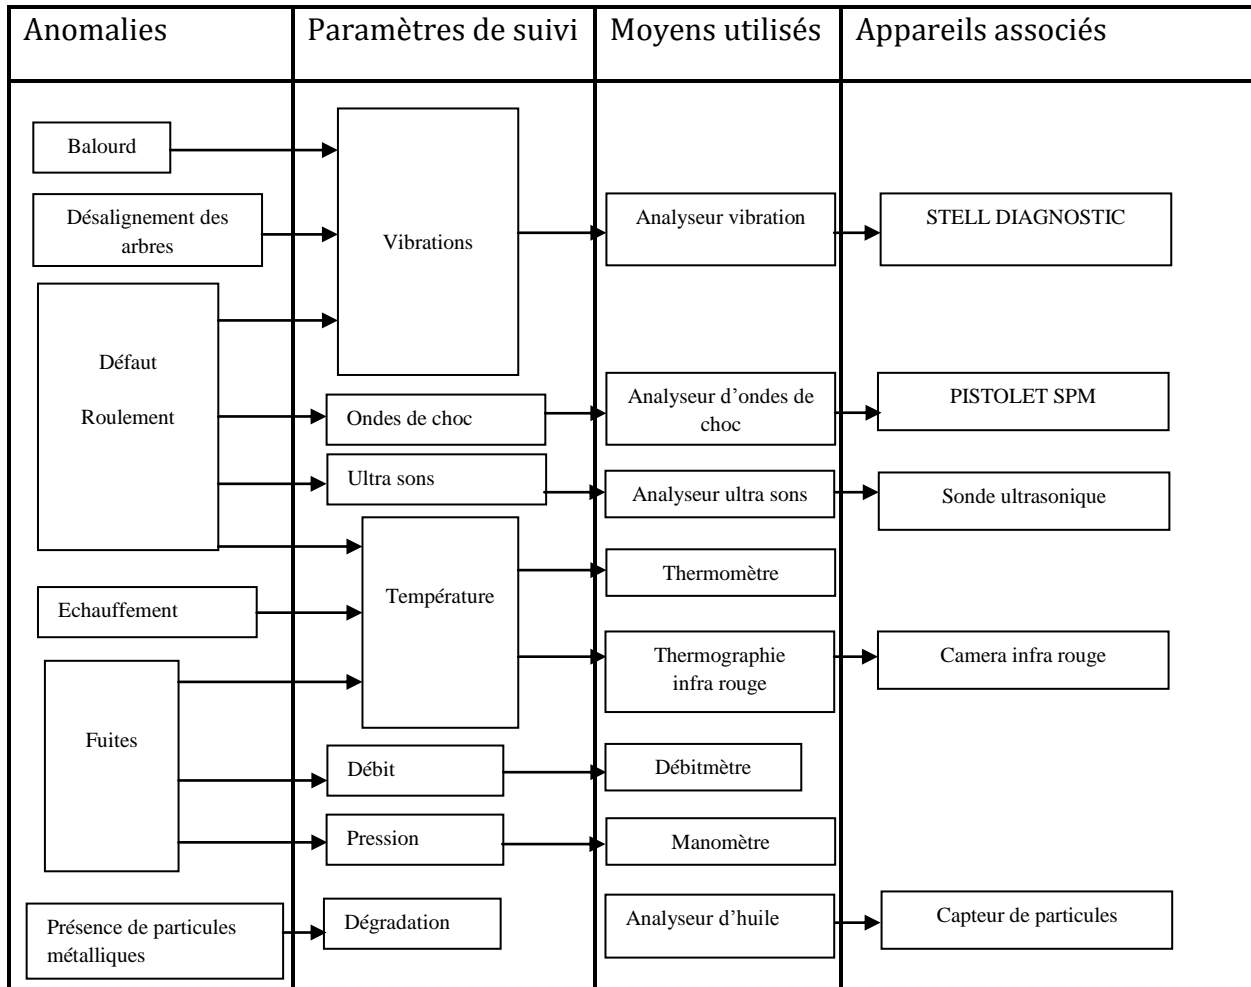 Anomalies
Paramètres de suivi
Moyens utilisés
Appareils associés
Balourd
Désalignement des
arbres
Défaut
Roulement
Echauffement
Fuites
Présence de particules
métalliques
Vibrations
Ondes de choc
Ultra sons
Température
Débit
Pression
Dégradation
Analyseur vibration
Analyseur d’ondes de
choc
Analyseur ultra sons
Thermomètre
Thermographie
infra rouge
Débitmètre
Manomètre
Analyseur d’huile
STELL DIAGNOSTIC
PISTOLET SPM
Sonde ultrasonique
Camera infra rouge
Capteur de particules